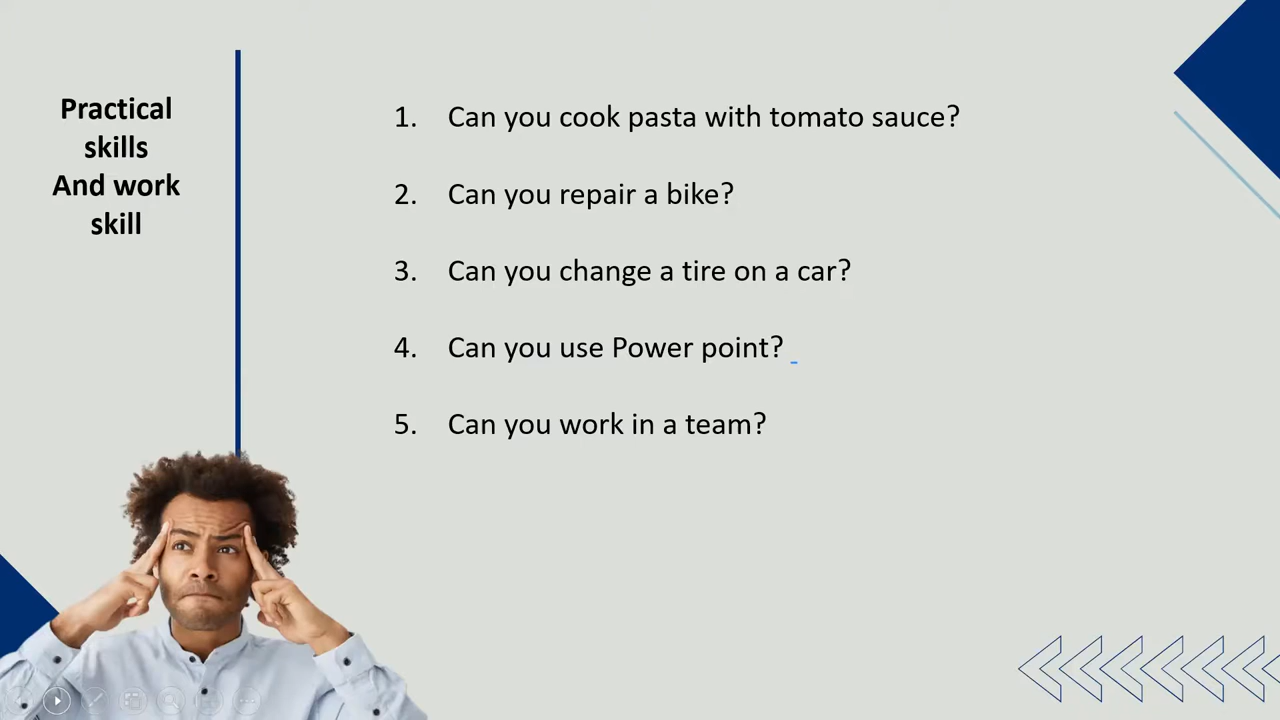 Practical
skills
And work
skill
1. Can you cook pasta with tomato sauce?
2. Can you repair a bike?
3. Can you change a tire on a car?
4. Can you use Power point?
5. Can you work in a team?